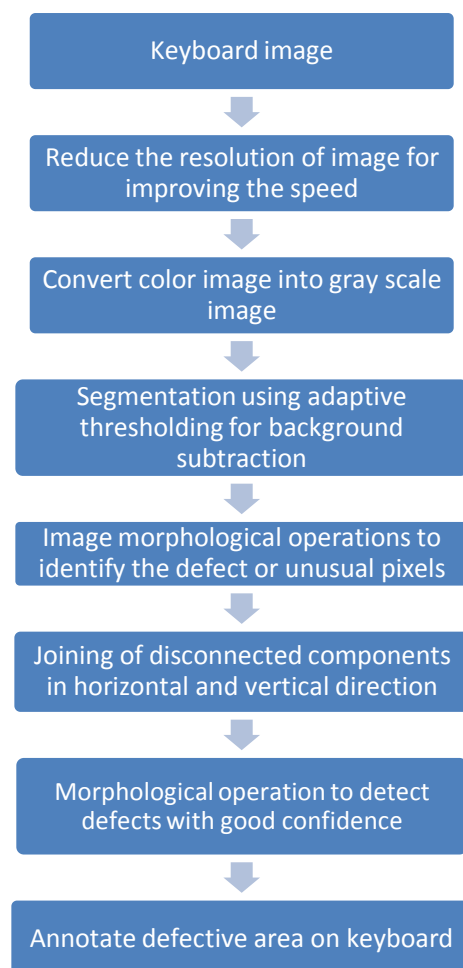 Keyboard image
Reduce the resolution of image for
improving the speed
Convert color image into gray scale
image
Segmentation using adaptive
thresholding for background
subtraction
Image morphological operations to
identify the defect or unusual pixels
Joining of disconnected components
in horizontal and vertical direction
Morphological operation to detect
defects with good confidence
Annotate defective area on keyboard